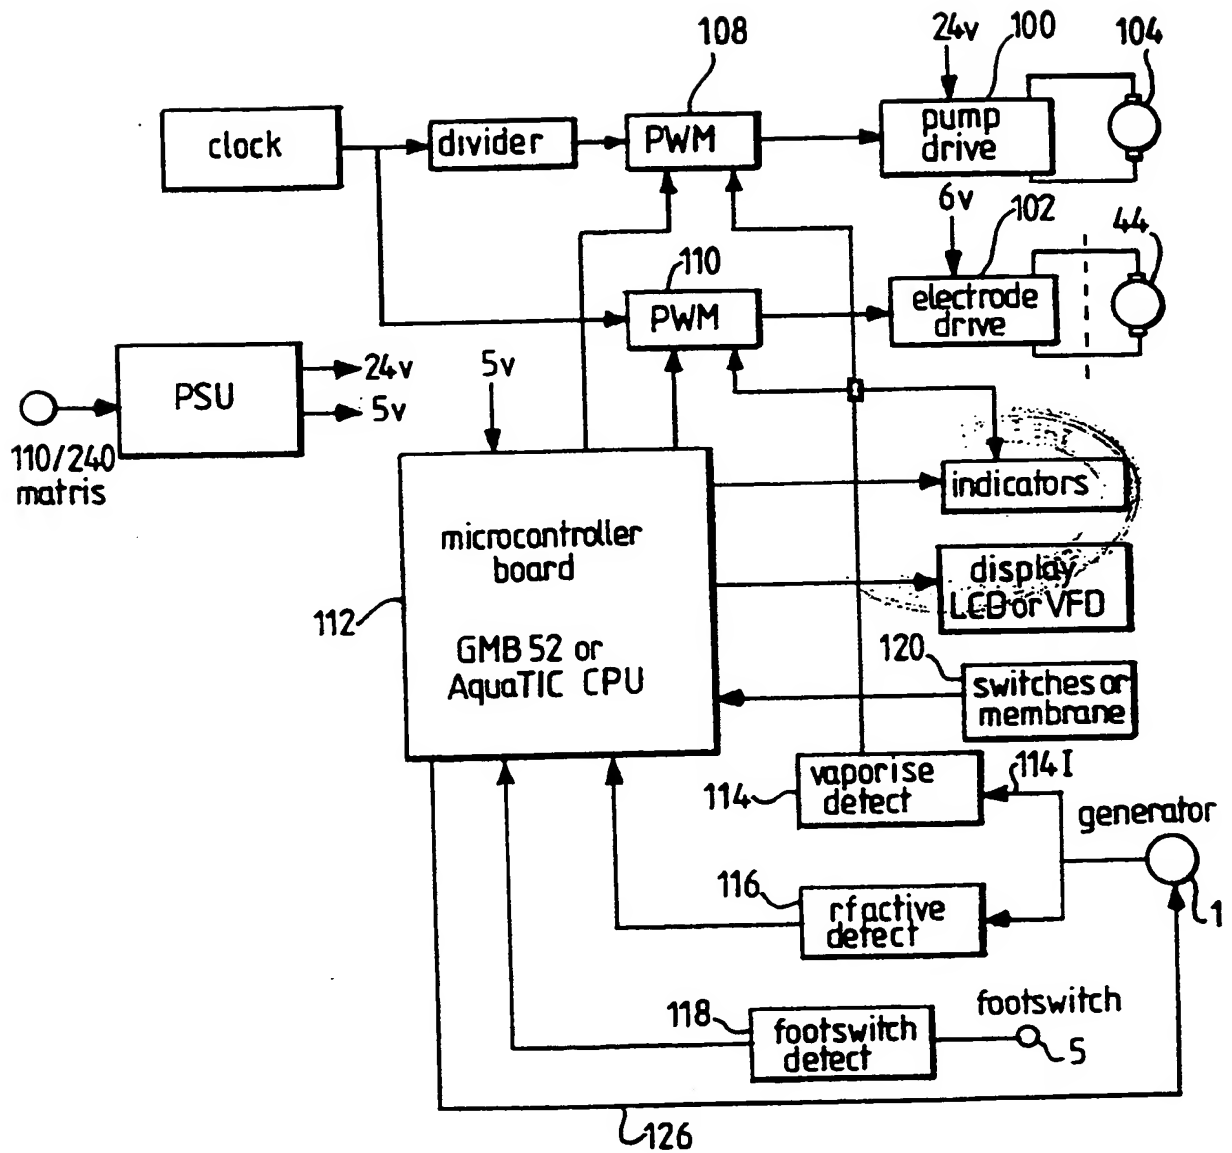 108
24v
100
104
clock
divider
PWM
pump
drive
6v
102
44
110
PWM
electrode
drive
PSU
24v
5v
5v
110/240
matris
indicators
microcontroller
board
display
LCD or VFD
112
GMB 52 or
AquaTIC CPU
120
switches or
membrane
114
vaporise
detect
114 I
generator
116
rf active
detect
1
118
footswitch
detect
footswitch
5
126